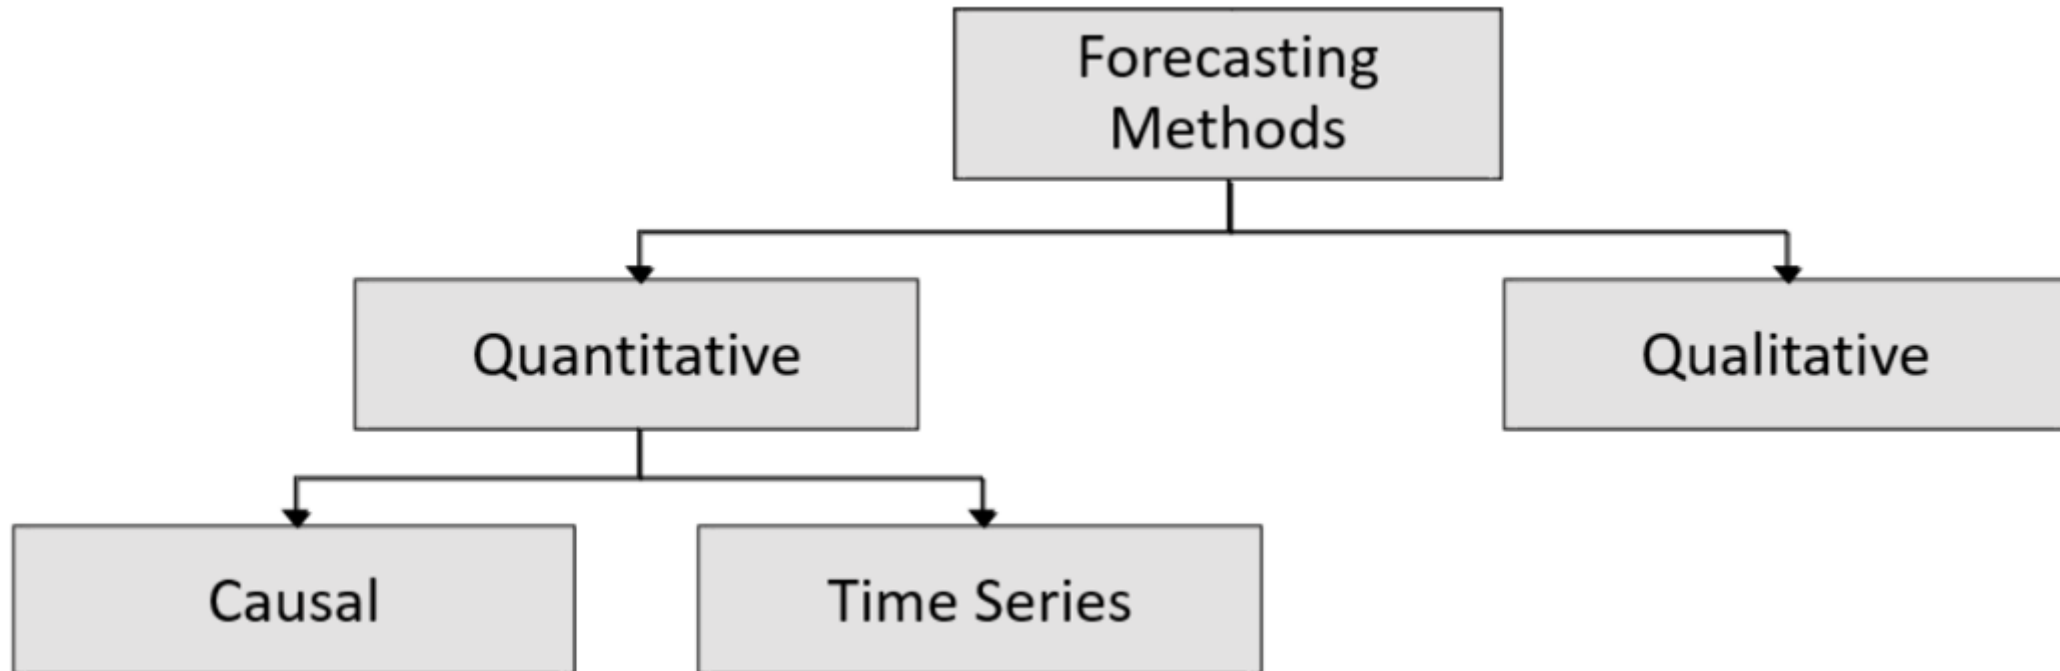 Forecasting
Methods
Quantitative
Qualitative
Causal
Time Series